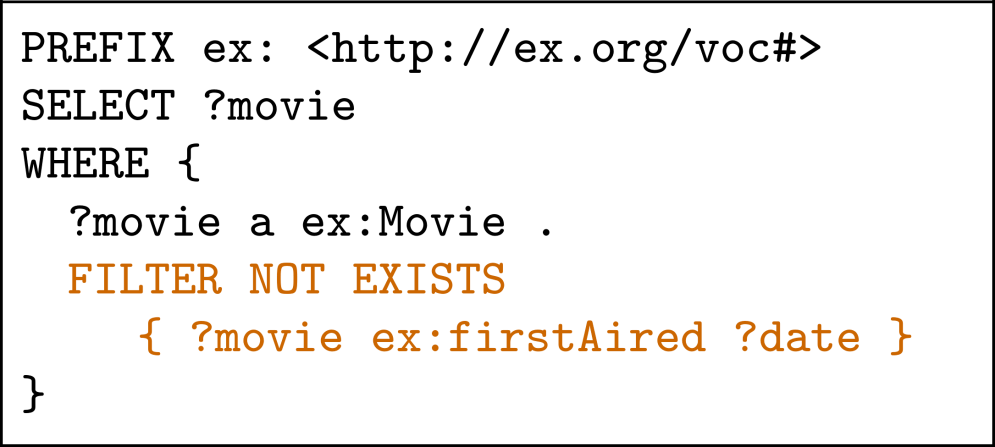 PREFIX ex: <http://ex.org/voc#>
SELECT ?movie
WHERE {
?movie a ex:Movie .
FILTER NOT EXISTS
{ ?movie ex:firstAired ?date }
}